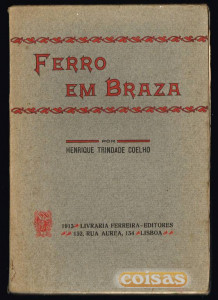 FERRO
EM BRAZA
POR
HENRIQUE TRINDADE COELHO
1913 LIVRARIA FERREIRA-EDITORES
132, RUA AUREA, 134 LISBOA
coisas